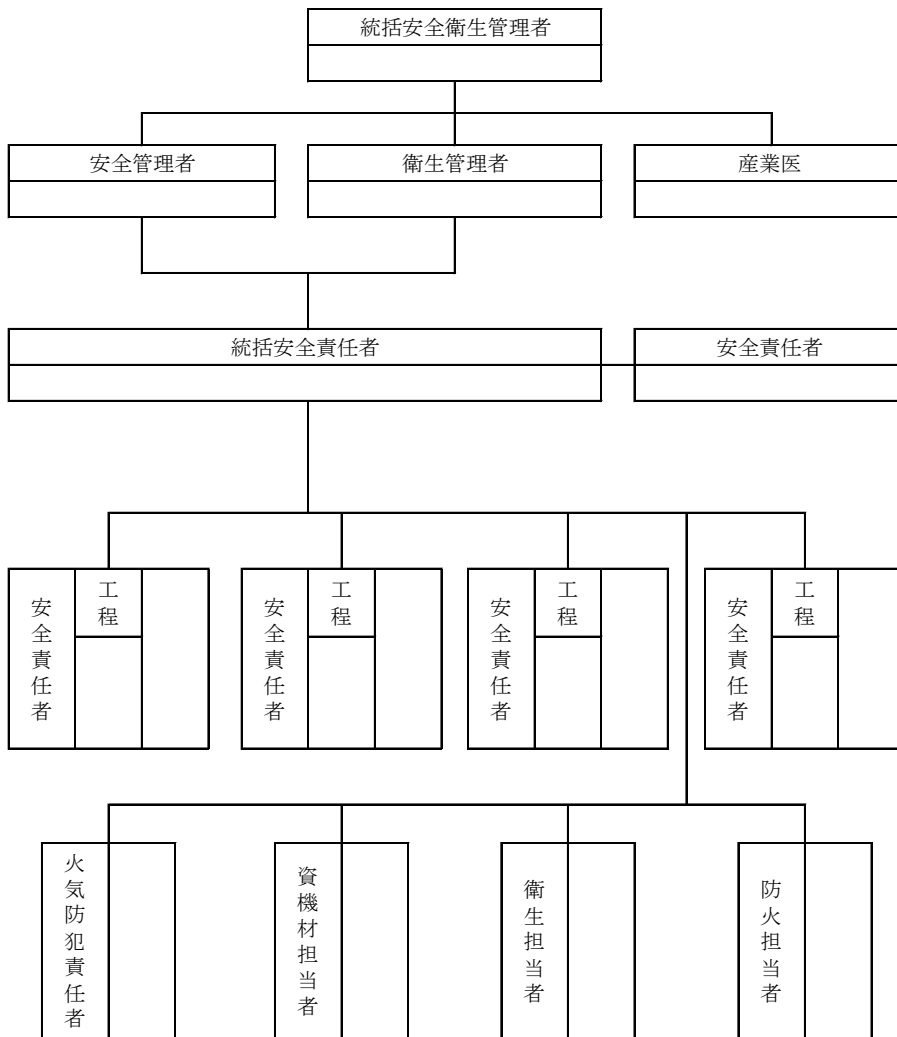 統括安全衛生管理者
安全管理者
衛生管理者
産業医
統括安全責任者
安全責任者
安全責任者
工程
安全責任者
工程
安全責任者
工程
安全責任者
工程
火気防犯責任者
資機材担当者
衛生担当者
防火担当者